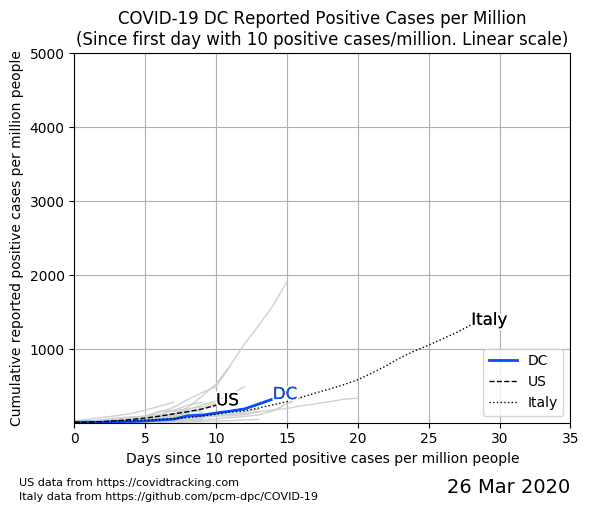 COVID-19 DC Reported Positive Cases per Million
(Since first day with 10 positive cases/million. Linear scale)
Cumulative reported positive cases per million people
5000
4000
3000
2000
1000
Italy
US
DC
DC
US
Italy
0 5 10 15 20 25 30 35
Days since 10 reported positive cases per million people
US data from https://covidtracking.com
Italy data from https://github.com/pcm-dpc/COVID-19
26 Mar 2020